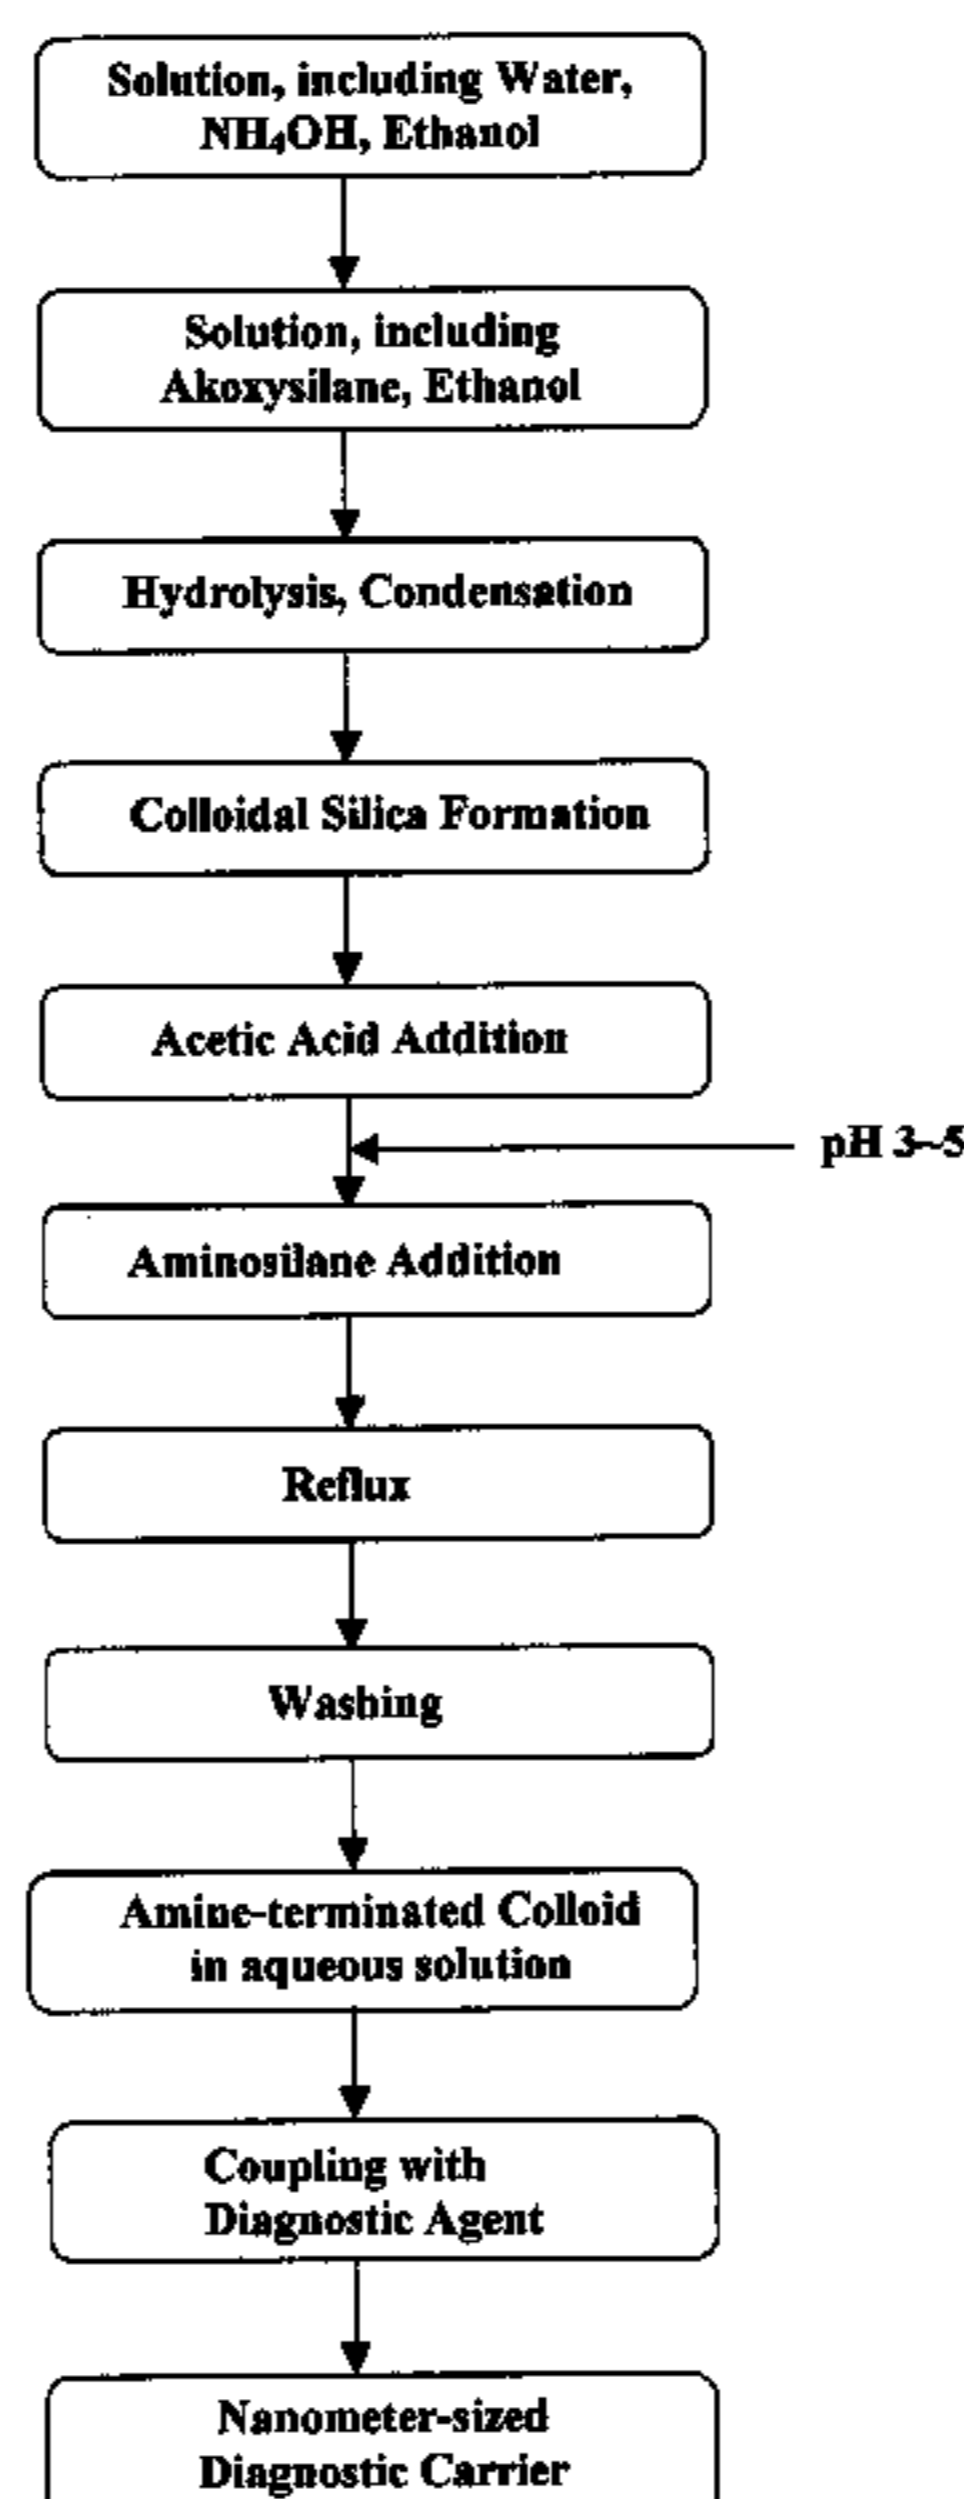 Solution, including Water,
NH4OH, Ethanol
Solution, including
Akoxysilane, Ethanol
Hydrolysis, Condensation
Colloidal Silica Formation
Acetic Acid Addition
pH 3~5
Aminosilane Addition
Reflux
Washing
Amine-terminated Colloid
in aqueous solution
Coupling with
Diagnostic Agent
Nanometer-sized
Diagnostic Carrier